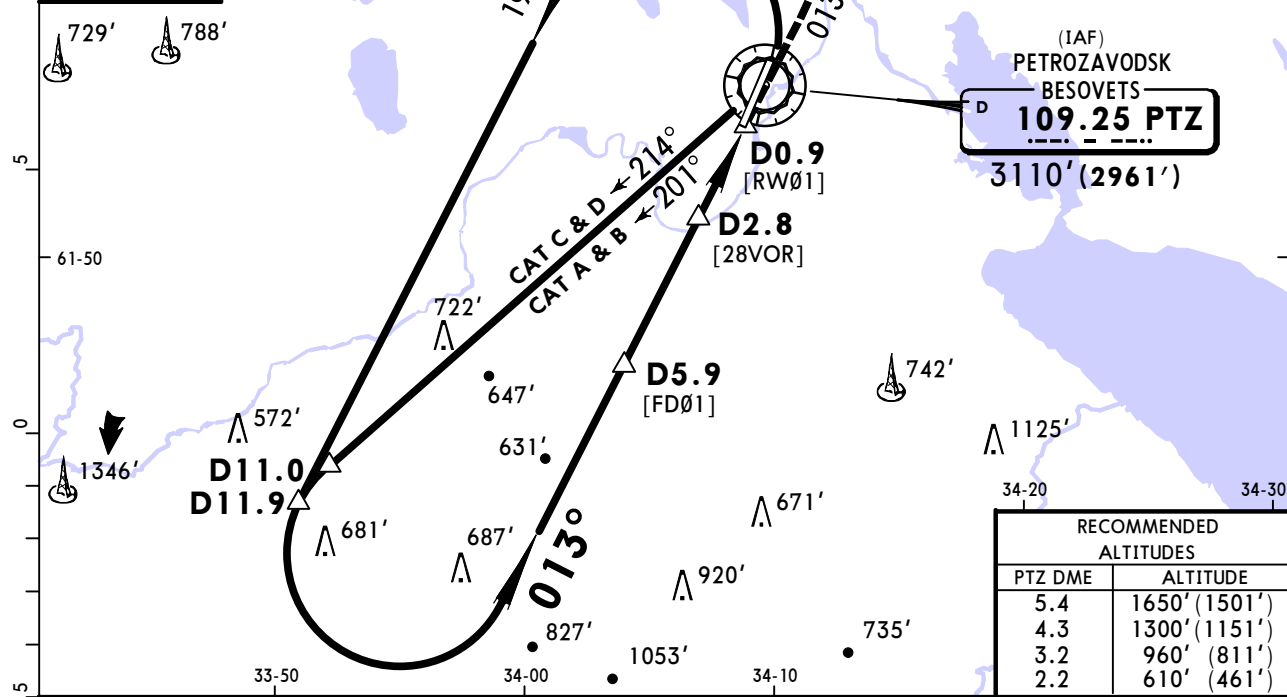 729'
788'
19
013
(IAF)
PETROZAVODSK
BESOVETS
D
109.25 PTZ
3110' (2961')
D0.9
[RWØ1]
D2.8
[28VOR]
CAT C & D 214°
CAT A & B 201°
5
61-50
722'
647'
D5.9
[FDØ1]
742'
572'
631'
1125'
0
1346'
D11.0
D11.9
681'
687'
013°
671'
920'
827'
1053'
735'
33-50
34-00
34-10
34-20
34-30
5
RECOMMENDED
ALTITUDES
PTZ DME ALTITUDE
5.4 1650' (1501')
4.3 1300' (1151')
3.2 960' (811')
2.2 610' (461')